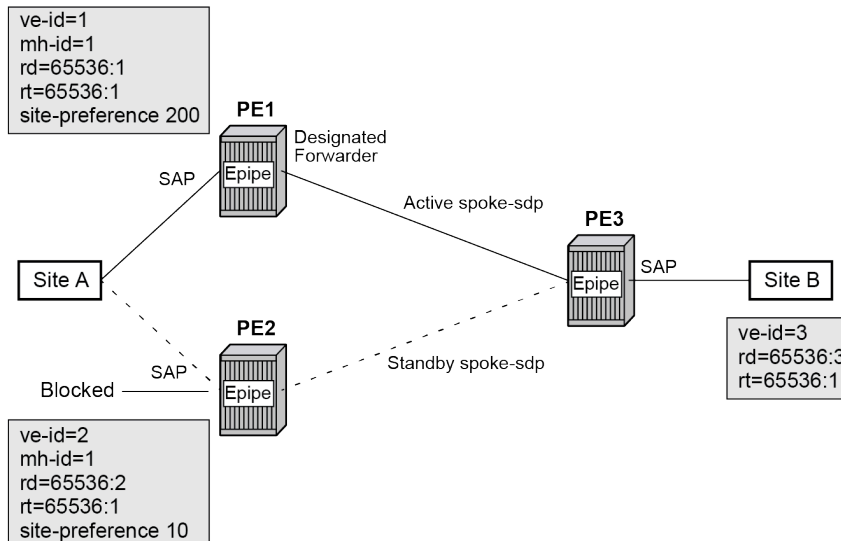 ve-id=1
mh-id=1
rd=65536:1
rt=65536:1
site-preference 200
PE1
Designated
Forwarder
Epipe
SAP
Active spoke-sdp
PE3
Epipe
SAP
Site A
Site B
PE2
Standby spoke-sdp
SAP
Epipe
Blocked
ve-id=3
rd=65536:3
rt=65536:1
ve-id=2
mh-id=1
rd=65536:2
rt=65536:1
site-preference 10